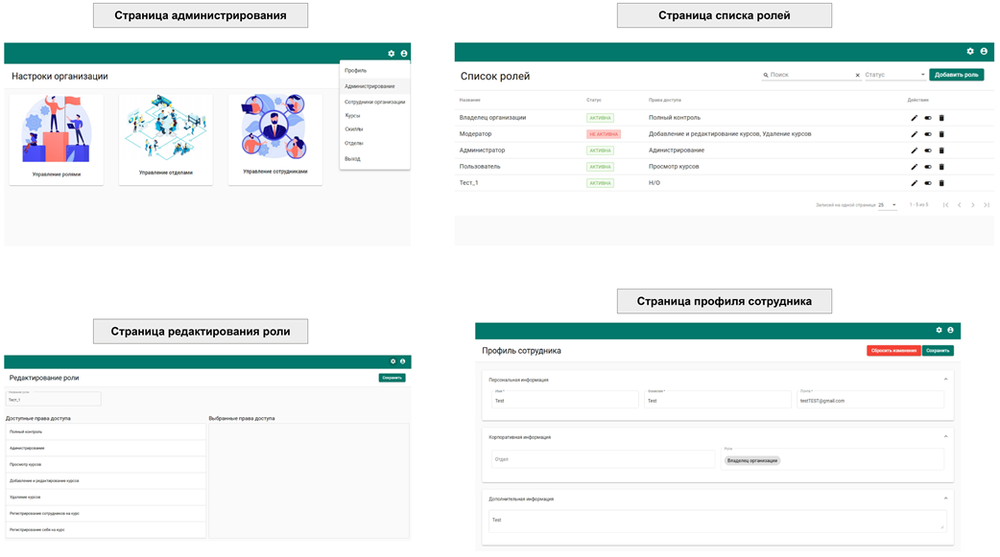 Страница администрирования
Страница списка ролей
Настроки организации
Профиль
Администрирование
Сотрудники организации
Курсы
Скиллы
Отделы
Выход
Управление ролями
Управление отделами
Управление сотрудниками
Список ролей
Поиск
Статус
Добавить роль
Название Статус Права доступа Действия
Владелец организации АКТИВНА Полный контроль
Модератор НЕ АКТИВНА Добавление и редактирование курсов, Удаление курсов
Администратор АКТИВНА Администрирование
Пользователь АКТИВНА Просмотр курсов
Тест_1 АКТИВНА Н/О
Записей на одной странице 25 1 - 5 из 5
Страница редактирования роли
Страница профиля сотрудника
Редактирование роли
Сохранить
Название роли
Тест_1
Доступные права доступа
Выбранные права доступа
Полный контроль
Администрирование
Просмотр курсов
Добавление и редактирование курсов
Удаление курсов
Регистрирование сотрудников на курс
Регистрирование себя на курс
Профиль сотрудника
Сбросить изменения
Сохранить
Персональная информация
Имя*
Test
Фамилия*
Test
Почта*
testTEST@gmail.com
Корпоративная информация
Отдел
Роли
Владелец организации
Дополнительная информация
Test